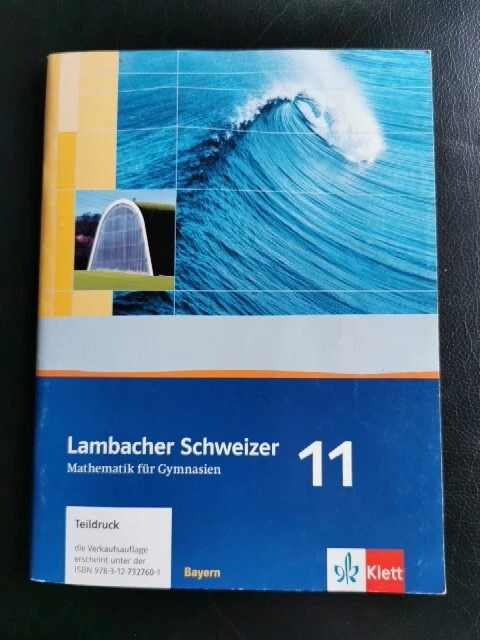 Lambacher Schweizer 11
Mathematik für Gymnasien
Teildruck
die Verkaufsauflage
erscheint unter der
ISBN 978-3-12-732760-1
Bayern
Klett